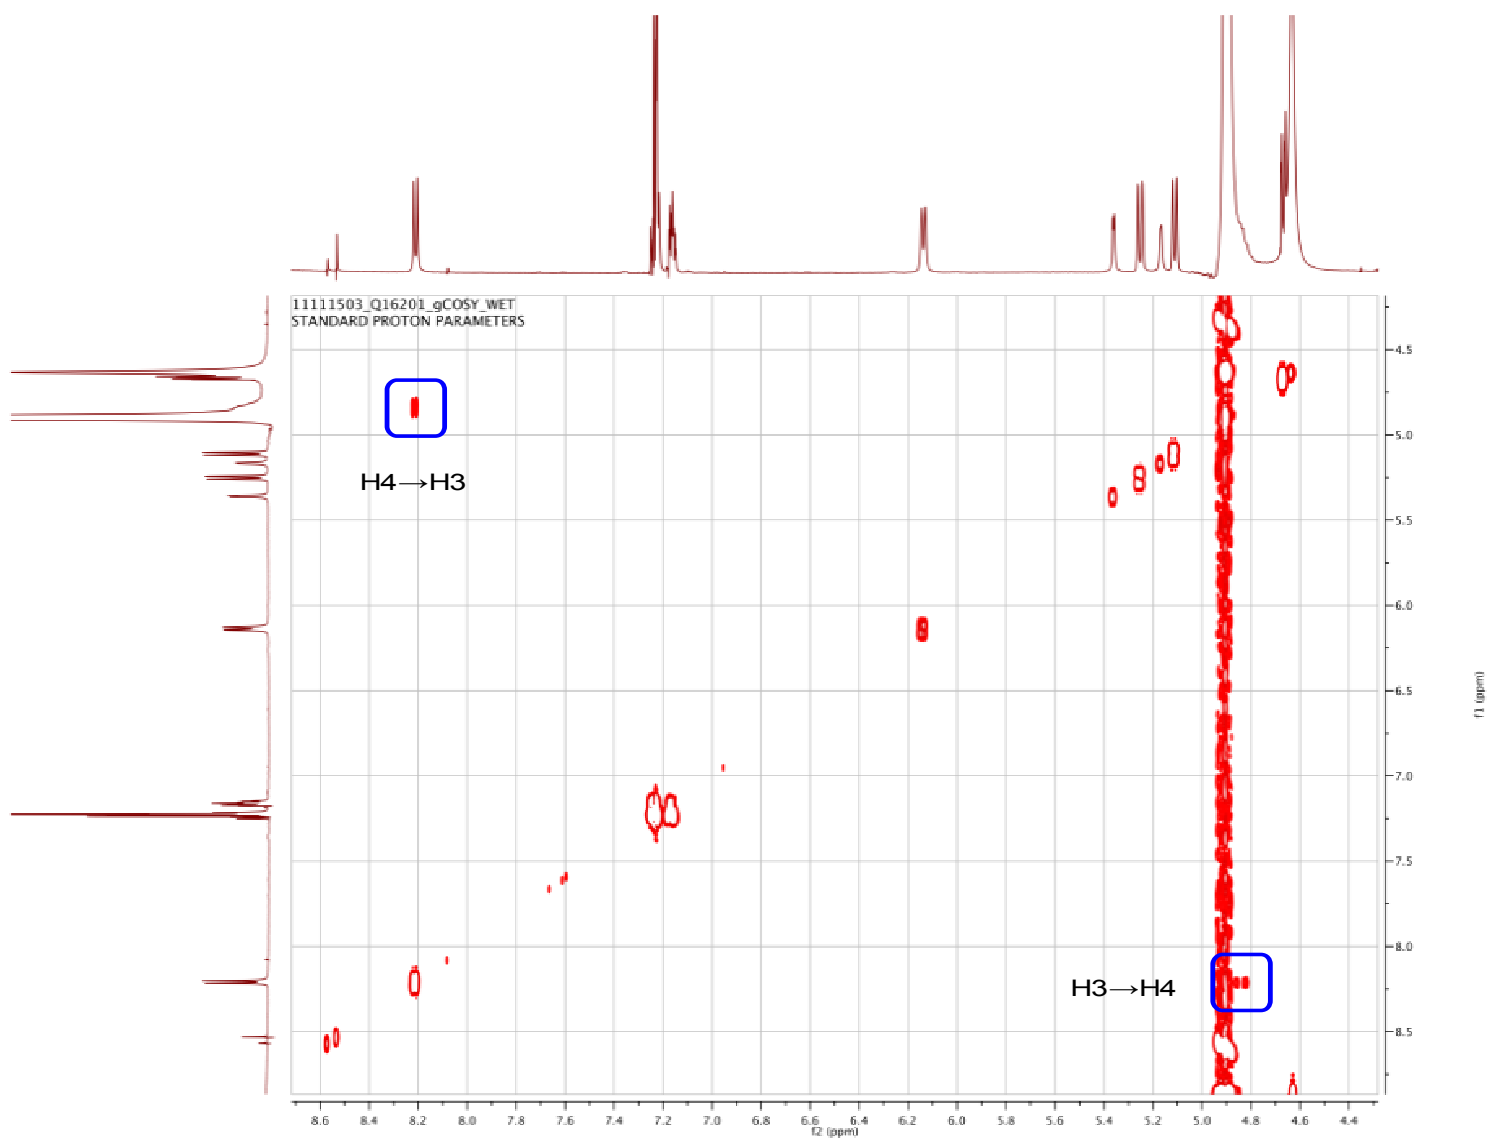 11111503_Q16201_gCOSY_WET
STANDARD PROTON PARAMETERS
H4→H3
H3→H4
4.5
5.0
5.5
6.0
6.5
7.0
7.5
8.0
8.5
f1 (ppm)
8.6 8.4 8.2 8.0 7.8 7.6 7.4 7.2 7.0 6.8 6.6 6.4 6.2 6.0 5.8 5.6 5.4 5.2 5.0 4.8 4.6 4.4
f2 (ppm)